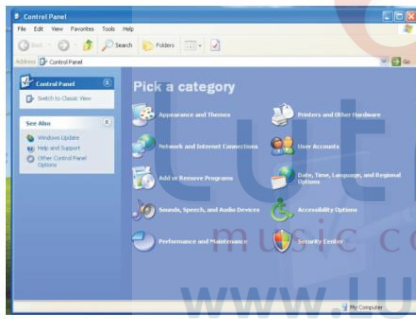 Control Panel
File Edit View Favorites Tools Help
Back Search Folders
Address Control Panel Go
Control Panel
Switch to Classic View
See Also
Windows Update
Help and Support
Other Control Panel Options
Pick a category
Appearance and Themes
Printers and Other Hardware
Network and Internet Connections
User Accounts
Add or Remove Programs
Date, Time, Language, and Regional Options
Sounds, Speech, and Audio Devices
Accessibility Options
Performance and Maintenance
Security Center
My Computer
Lut
music c
www.LU